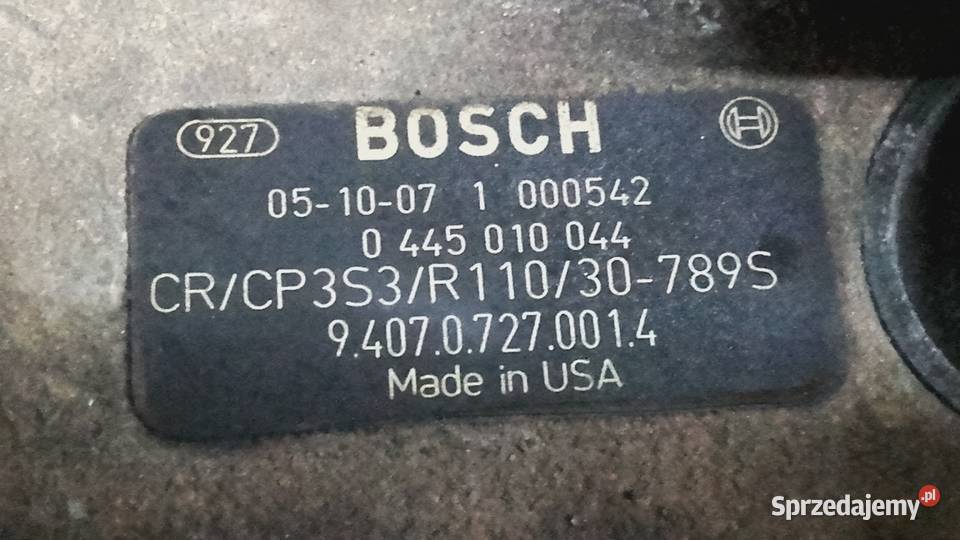 927 BOSCH
05-10-07 1 000542
0 445 010 044
CR/CP3S3/R110/30-789S
9.407.0.727.001.4
Made in USA
Sprzedajemy.pl